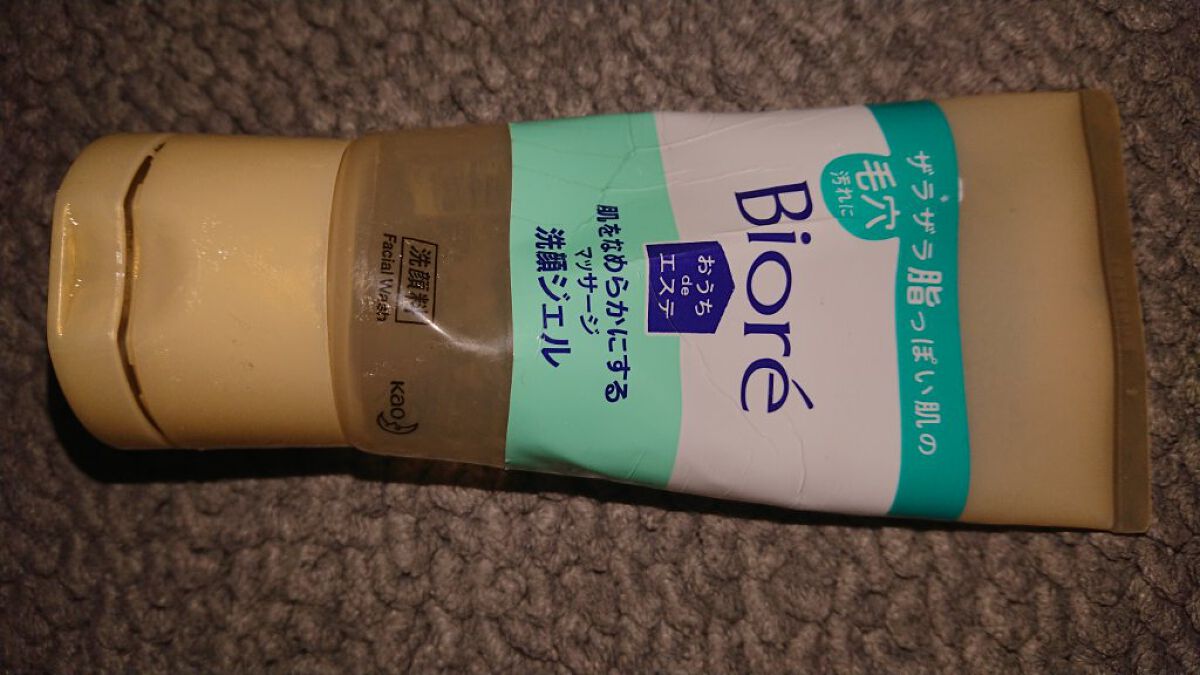 ザラザラ脂っぽい肌の
毛穴
汚れに
Bioré
おうち
de
エステ
肌をなめらかにする
マッサージ
洗顔ジェル
洗顔料
Facial Wash
Kao